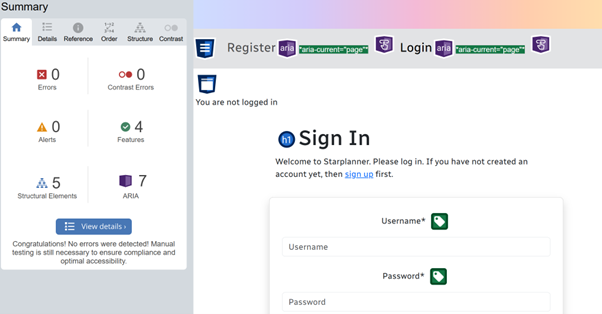 Summary
Summary Details Reference Order Structure Contrast
0 Errors
0 Contrast Errors
0 Alerts
4 Features
5 Structural Elements
7 ARIA
View details ›
Congratulations! No errors were detected! Manual
testing is still necessary to ensure compliance and
optimal accessibility.
Register aria *"aria-current="page"" Login aria *"aria-current="page""
You are not logged in
h1 Sign In
Welcome to Starplanner. Please log in. If you have not created an
account yet, then sign up first.
Username*
Username
Password*
Password